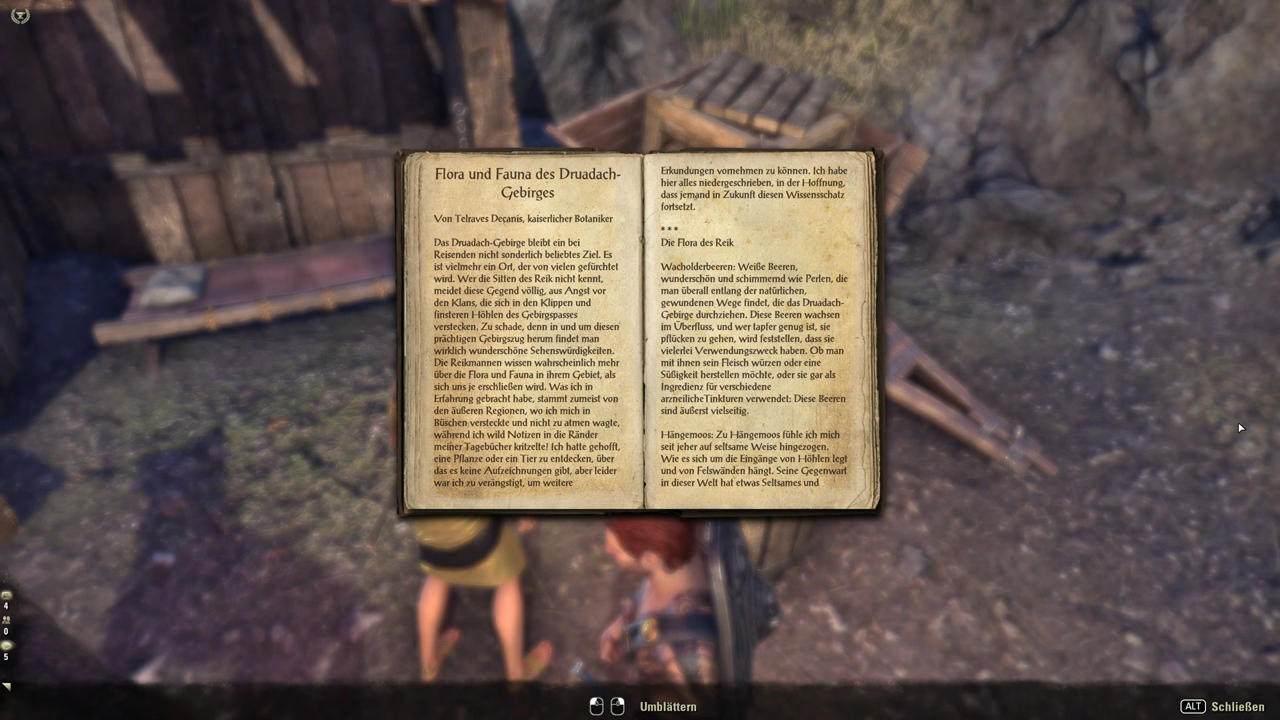 Flora und Fauna des Druadach-
Gebirges
Von Telraves Decanis, kaiserlicher Botaniker
Das Druadach-Gebirge bleibt ein bei
Reisenden nicht sonderlich beliebtes Ziel. Es
ist vielmehr ein Ort, der von vielen gefürchtet
wird. Wer die Sitten des Reik nicht kennt,
meidet diese Gegend völlig, aus Angst vor
den Klans, die sich in den Klippen und
finsteren Höhlen des Gebirgspasses
verstecken. Zu schade, denn in und um diesen
prächtigen Gebirgszug herum findet man
wirklich wunderschöne Sehenswürdigkeiten.
Die Reikmannen wissen wahrscheinlich mehr
über die Flora und Fauna in ihrem Gebiet, als
sich uns je erschließen wird. Was ich in
Erfahrung gebracht habe, stammt zumeist von
den äußeren Regionen, wo ich mich in
Büschen versteckte und nicht zu atmen wagte,
während ich wild Notizen in die Ränder
meiner Tagebücher kritzelte! Ich hatte gehofft,
eine Pflanze oder ein Tier zu entdecken, über
das es keine Aufzeichnungen gibt, aber leider
war ich zu verängstigt, um weitere
Erkundungen vornehmen zu können. Ich habe
hier alles niedergeschrieben, in der Hoffnung,
dass jemand in Zukunft diesen Wissensschatz
fortsetzt.
* * *
Die Flora des Reik
Wacholderbeeren: Weiße Beeren,
wunderschön und schimmernd wie Perlen, die
man überall entlang der natürlichen,
gewundenen Wege findet, die das Druadach-
Gebirge durchziehen. Diese Beeren wachsen
im Überfluss, und wer tapfer genug ist, sie
pflücken zu gehen, wird feststellen, dass sie
vielerlei Verwendungszweck haben. Ob man
mit ihnen sein Fleisch würzen oder eine
Süßigkeit herstellen möchte, oder sie gar als
Ingredienz für verschiedene
arzneilicheTinkturen verwendet: Diese Beeren
sind äußerst vielseitig.
Hängemoos: Zu Hängemoos fühle ich mich
seit jeher auf seltsame Weise hingezogen.
Wie es sich um die Eingänge von Höhlen legt
und von Felswänden hängt. Seine Gegenwart
in dieser Welt hat etwas Seltsames und
4
0
5
Umblättern
ALT Schließen